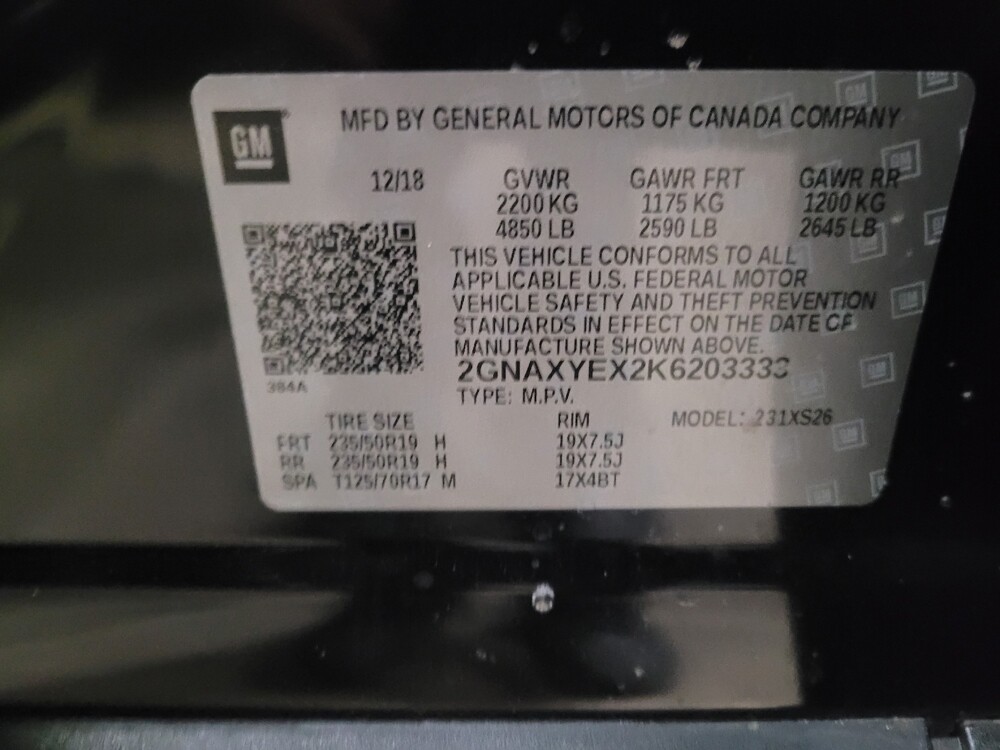 GM
MFD BY GENERAL MOTORS OF CANADA COMPANY
12/18 GVWR GAWR FRT GAWR RR
2200 KG 1175 KG 1200 KG
4850 LB 2590 LB 2645 LB
THIS VEHICLE CONFORMS TO ALL
APPLICABLE U.S. FEDERAL MOTOR
VEHICLE SAFETY AND THEFT PREVENTION
STANDARDS IN EFFECT ON THE DATE OF
MANUFACTURE SHOWN ABOVE.
2GNAXYEX2K6203333
384A
TYPE: M.P.V.
TIRE SIZE RIM MODEL: 231XS26
FRT 235/50R19 H 19X7.5J
RR 235/50R19 H 19X7.5J
SPA T125/70R17 M 17X4BT